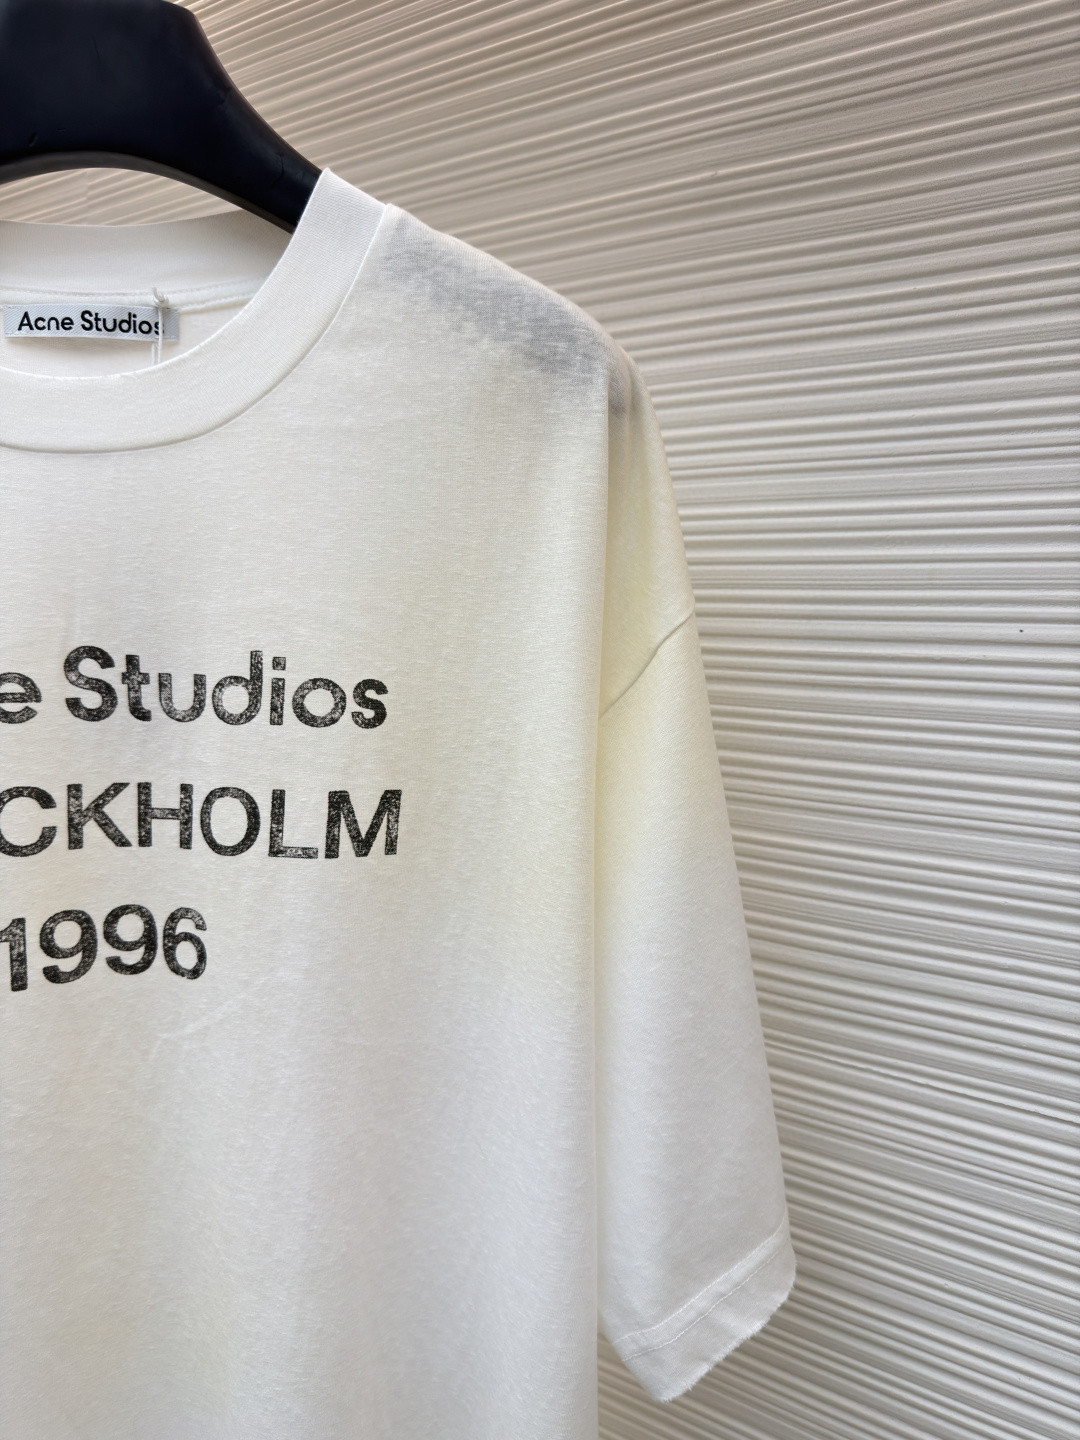 Acne Studios
e Studios
CKHOLM
1996